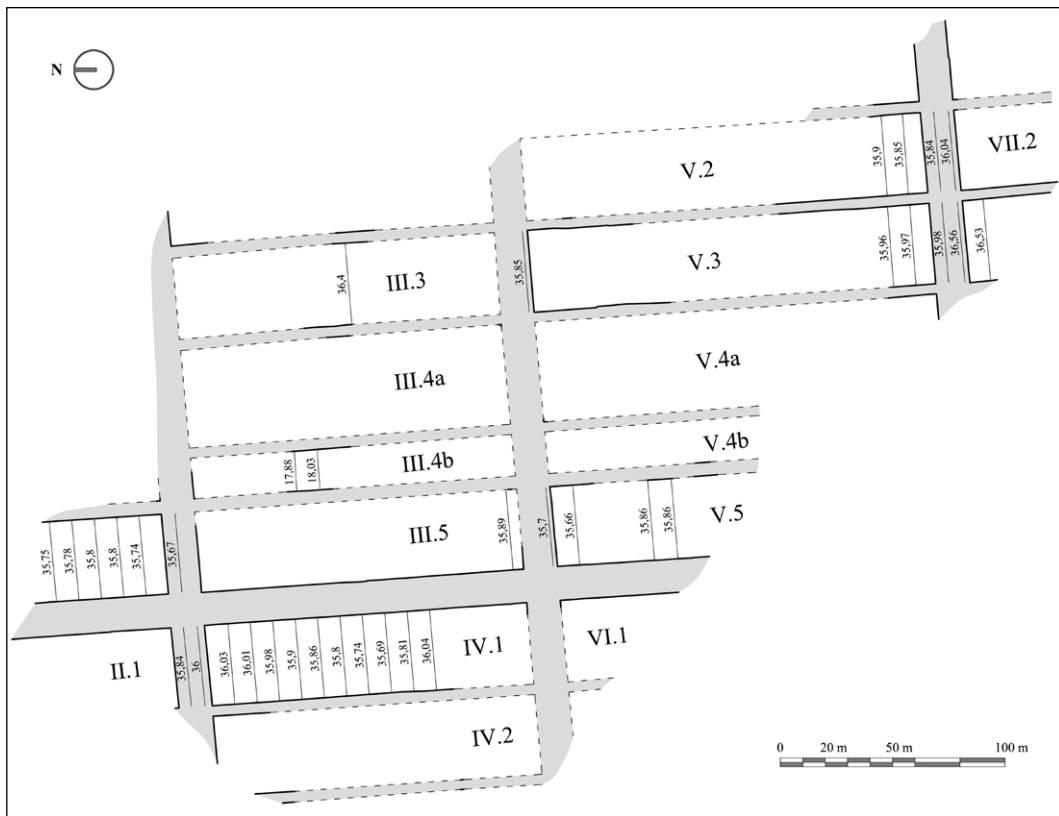 N
35,9
35,85
35,84
36,04
VII.2
V.2
35,96
35,97
35,98
36,56
36,53
35,85
V.3
36,4
III.3
III.4a
V.4a
17,88
18,03
III.4b
V.4b
35,75
35,78
35,8
35,8
35,74
35,67
III.5
35,89
35,7
35,66
35,86
35,86
V.5
II.1
35,84
36
36,03
36,01
35,98
35,9
35,86
35,8
35,74
35,69
35,81
36,04
IV.1
VI.1
IV.2
0 20 m 50 m 100 m